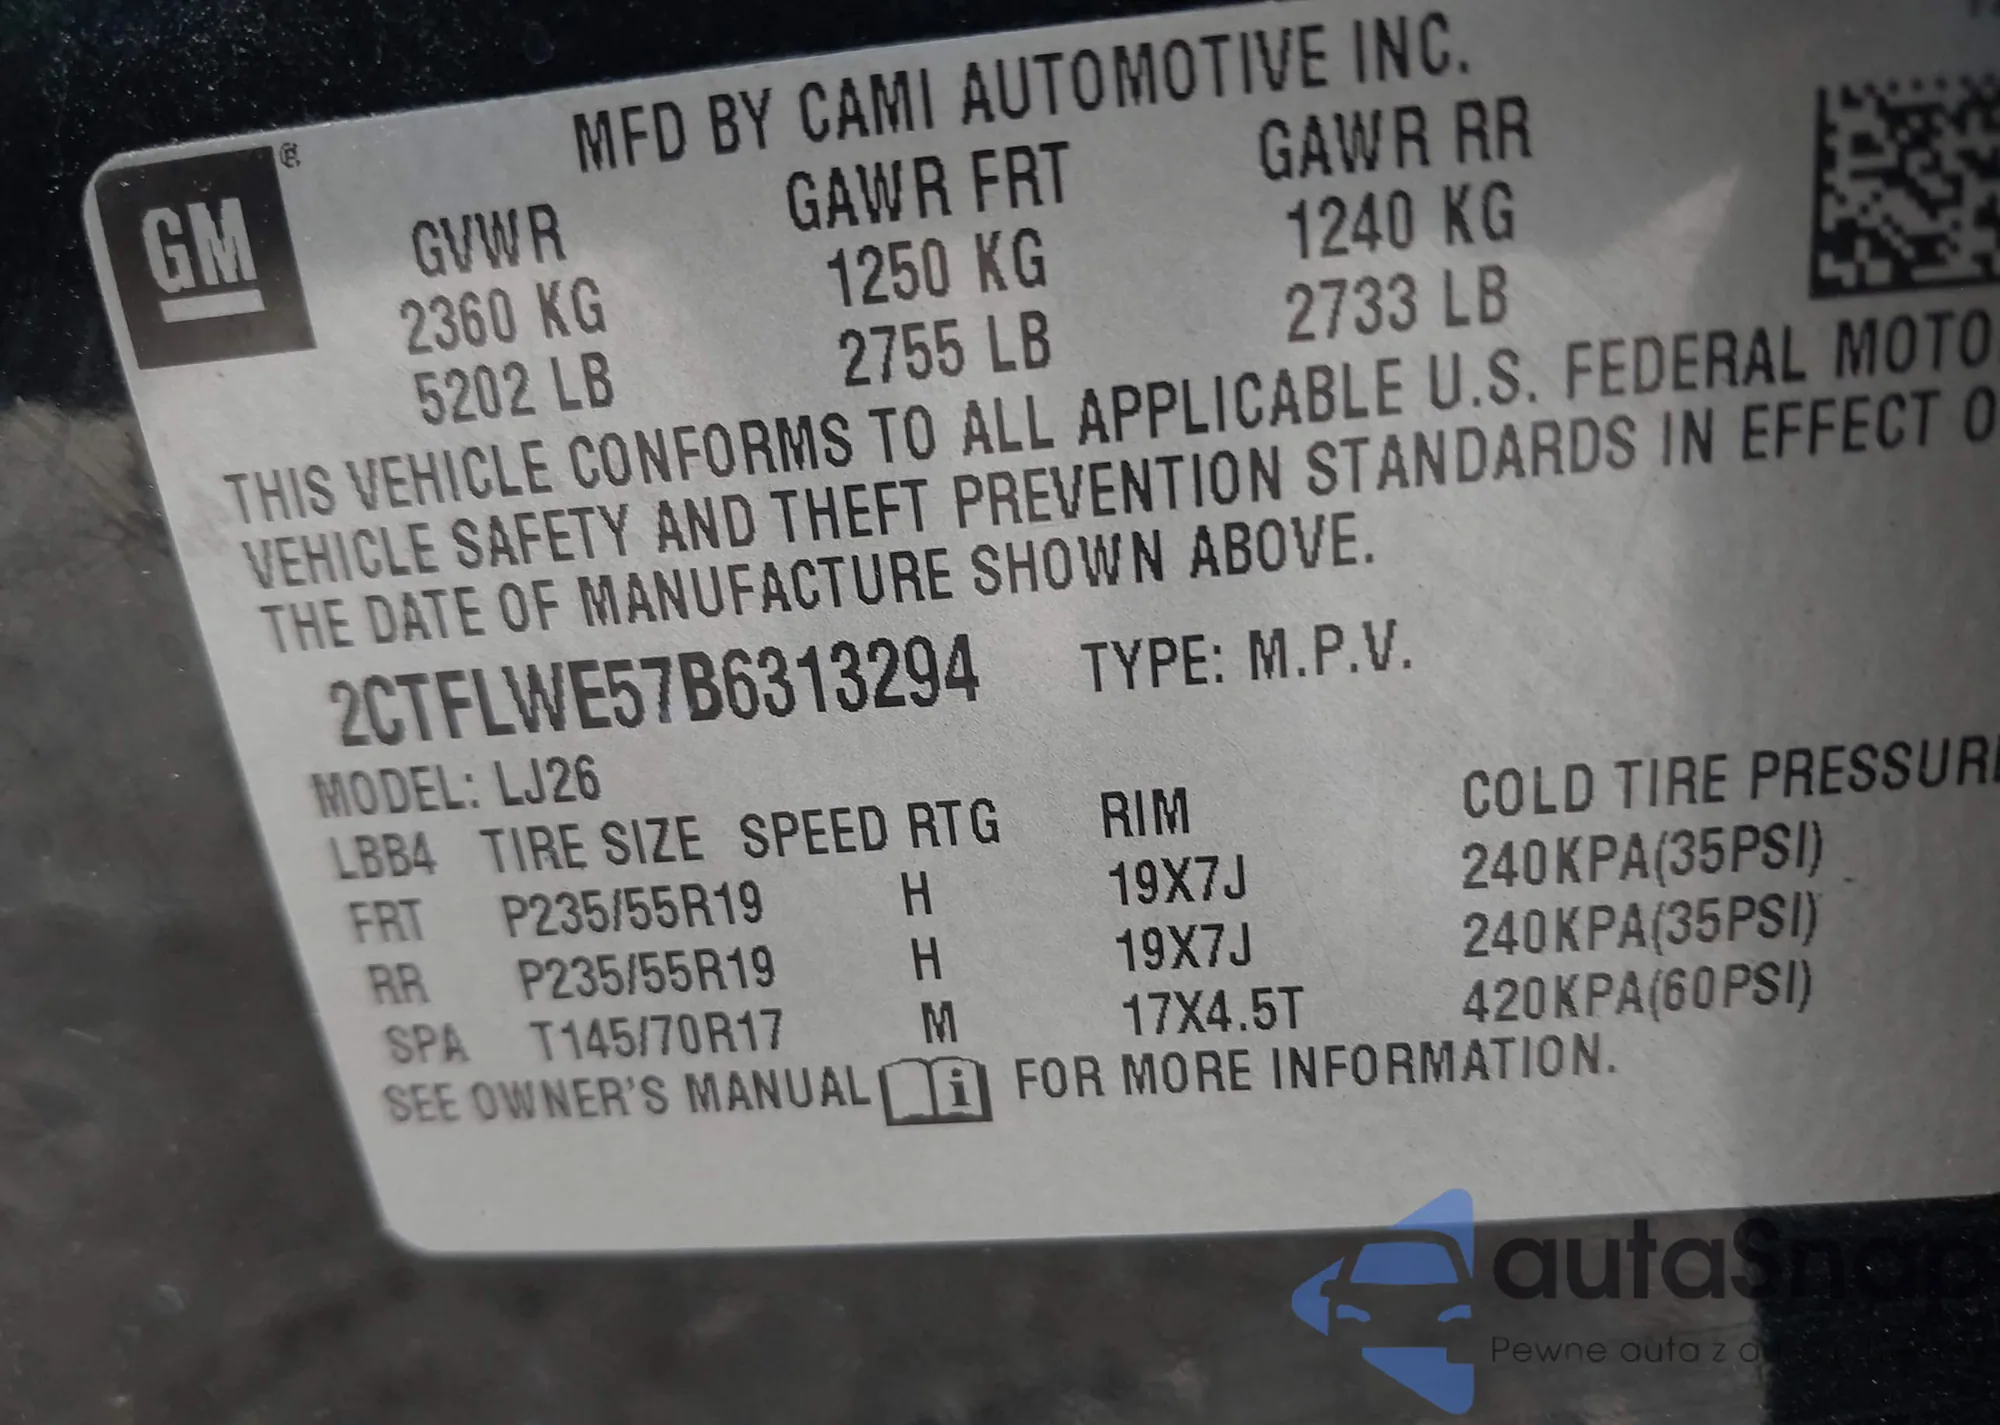 MFD BY CAMI AUTOMOTIVE INC.
GM ®
GVWR GAWR FRT GAWR RR
2360 KG 1250 KG 1240 KG
5202 LB 2755 LB 2733 LB
THIS VEHICLE CONFORMS TO ALL APPLICABLE U.S. FEDERAL MOTO
VEHICLE SAFETY AND THEFT PREVENTION STANDARDS IN EFFECT O
THE DATE OF MANUFACTURE SHOWN ABOVE.
2CTFLWE57B6313294 TYPE: M.P.V.
MODEL: LJ26
LBB4 TIRE SIZE SPEED RTG RIM COLD TIRE PRESSUR
FRT P235/55R19 H 19X7J 240KPA(35PSI)
RR P235/55R19 H 19X7J 240KPA(35PSI)
SPA T145/70R17 M 17X4.5T 420KPA(60PSI)
SEE OWNER'S MANUAL i FOR MORE INFORMATION.
autaSnap
Pewne auta z